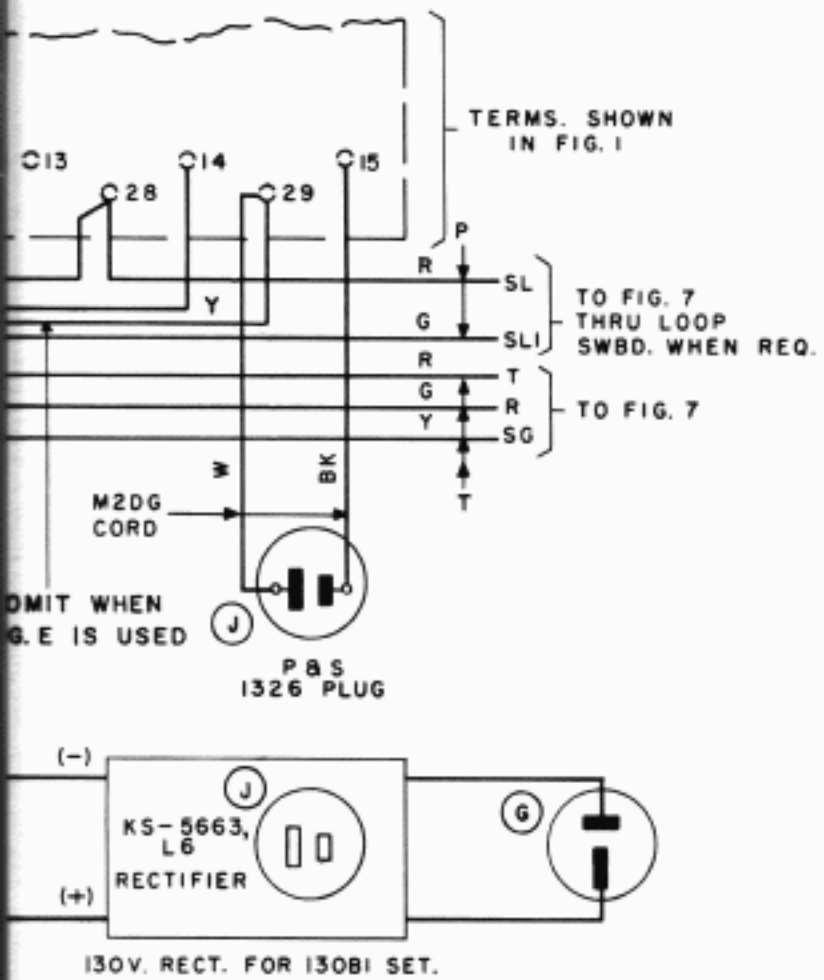 TERMS. SHOWN
IN FIG. 1
13
14
15
28
29
P
R
SL
Y
TO FIG. 7
THRU LOOP
SWBD. WHEN REQ.
G
SL1
R
T
G
R
TO FIG. 7
Y
SG
W
BK
T
M2DG
CORD
OMIT WHEN
G. E IS USED
J
P & S
1326 PLUG
(-)
J
G
KS-5663,
L6
RECTIFIER
(+)
130V. RECT. FOR 130B1 SET.